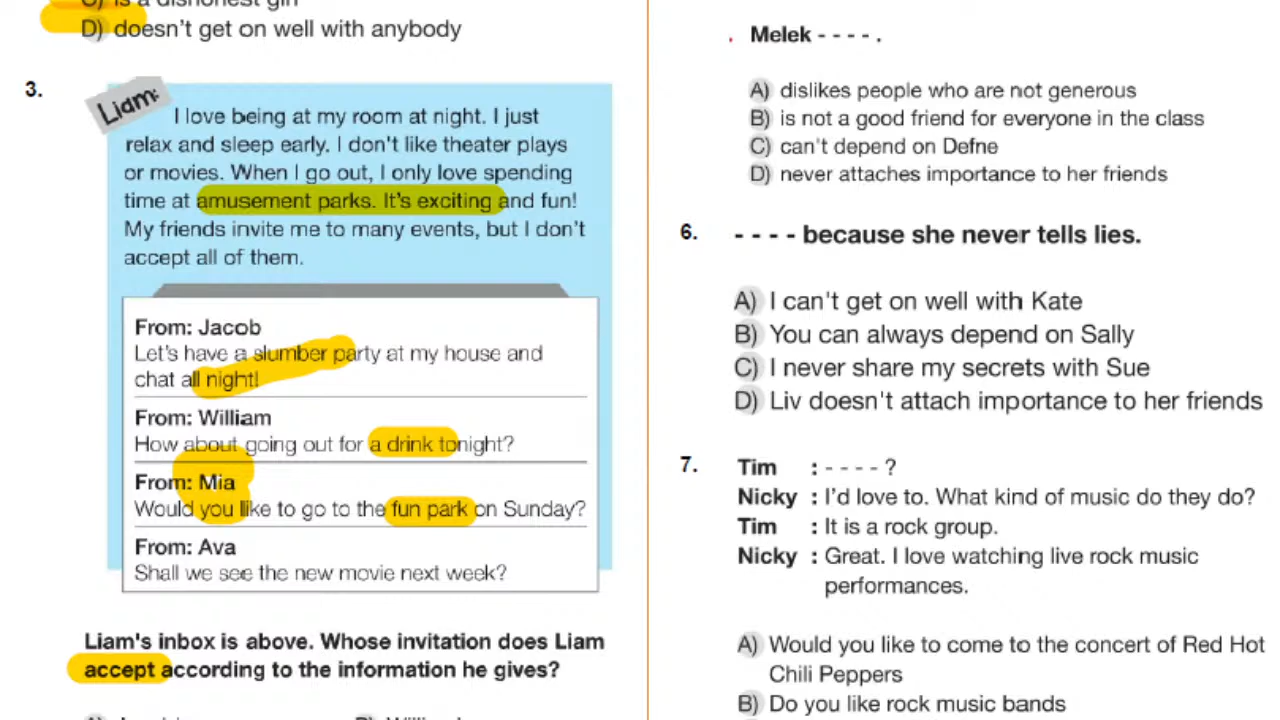 C) is a dishonest girl
D) doesn't get on well with anybody
3.
Liam:
I love being at my room at night. I just
relax and sleep early. I don't like theater plays
or movies. When I go out, I only love spending
time at amusement parks. It's exciting and fun!
My friends invite me to many events, but I don't
accept all of them.
From: Jacob
Let's have a slumber party at my house and
chat all night!
From: William
How about going out for a drink tonight?
From: Mia
Would you like to go to the fun park on Sunday?
From: Ava
Shall we see the new movie next week?
Liam's inbox is above. Whose invitation does Liam
accept according to the information he gives?
Melek - - - - .
A) dislikes people who are not generous
B) is not a good friend for everyone in the class
C) can't depend on Defne
D) never attaches importance to her friends
6. - - - - because she never tells lies.
A) I can't get on well with Kate
B) You can always depend on Sally
C) I never share my secrets with Sue
D) Liv doesn't attach importance to her friends
7. Tim : - - - - ?
Nicky : I'd love to. What kind of music do they do?
Tim : It is a rock group.
Nicky : Great. I love watching live rock music
performances.
A) Would you like to come to the concert of Red Hot
Chili Peppers
B) Do you like rock music bands